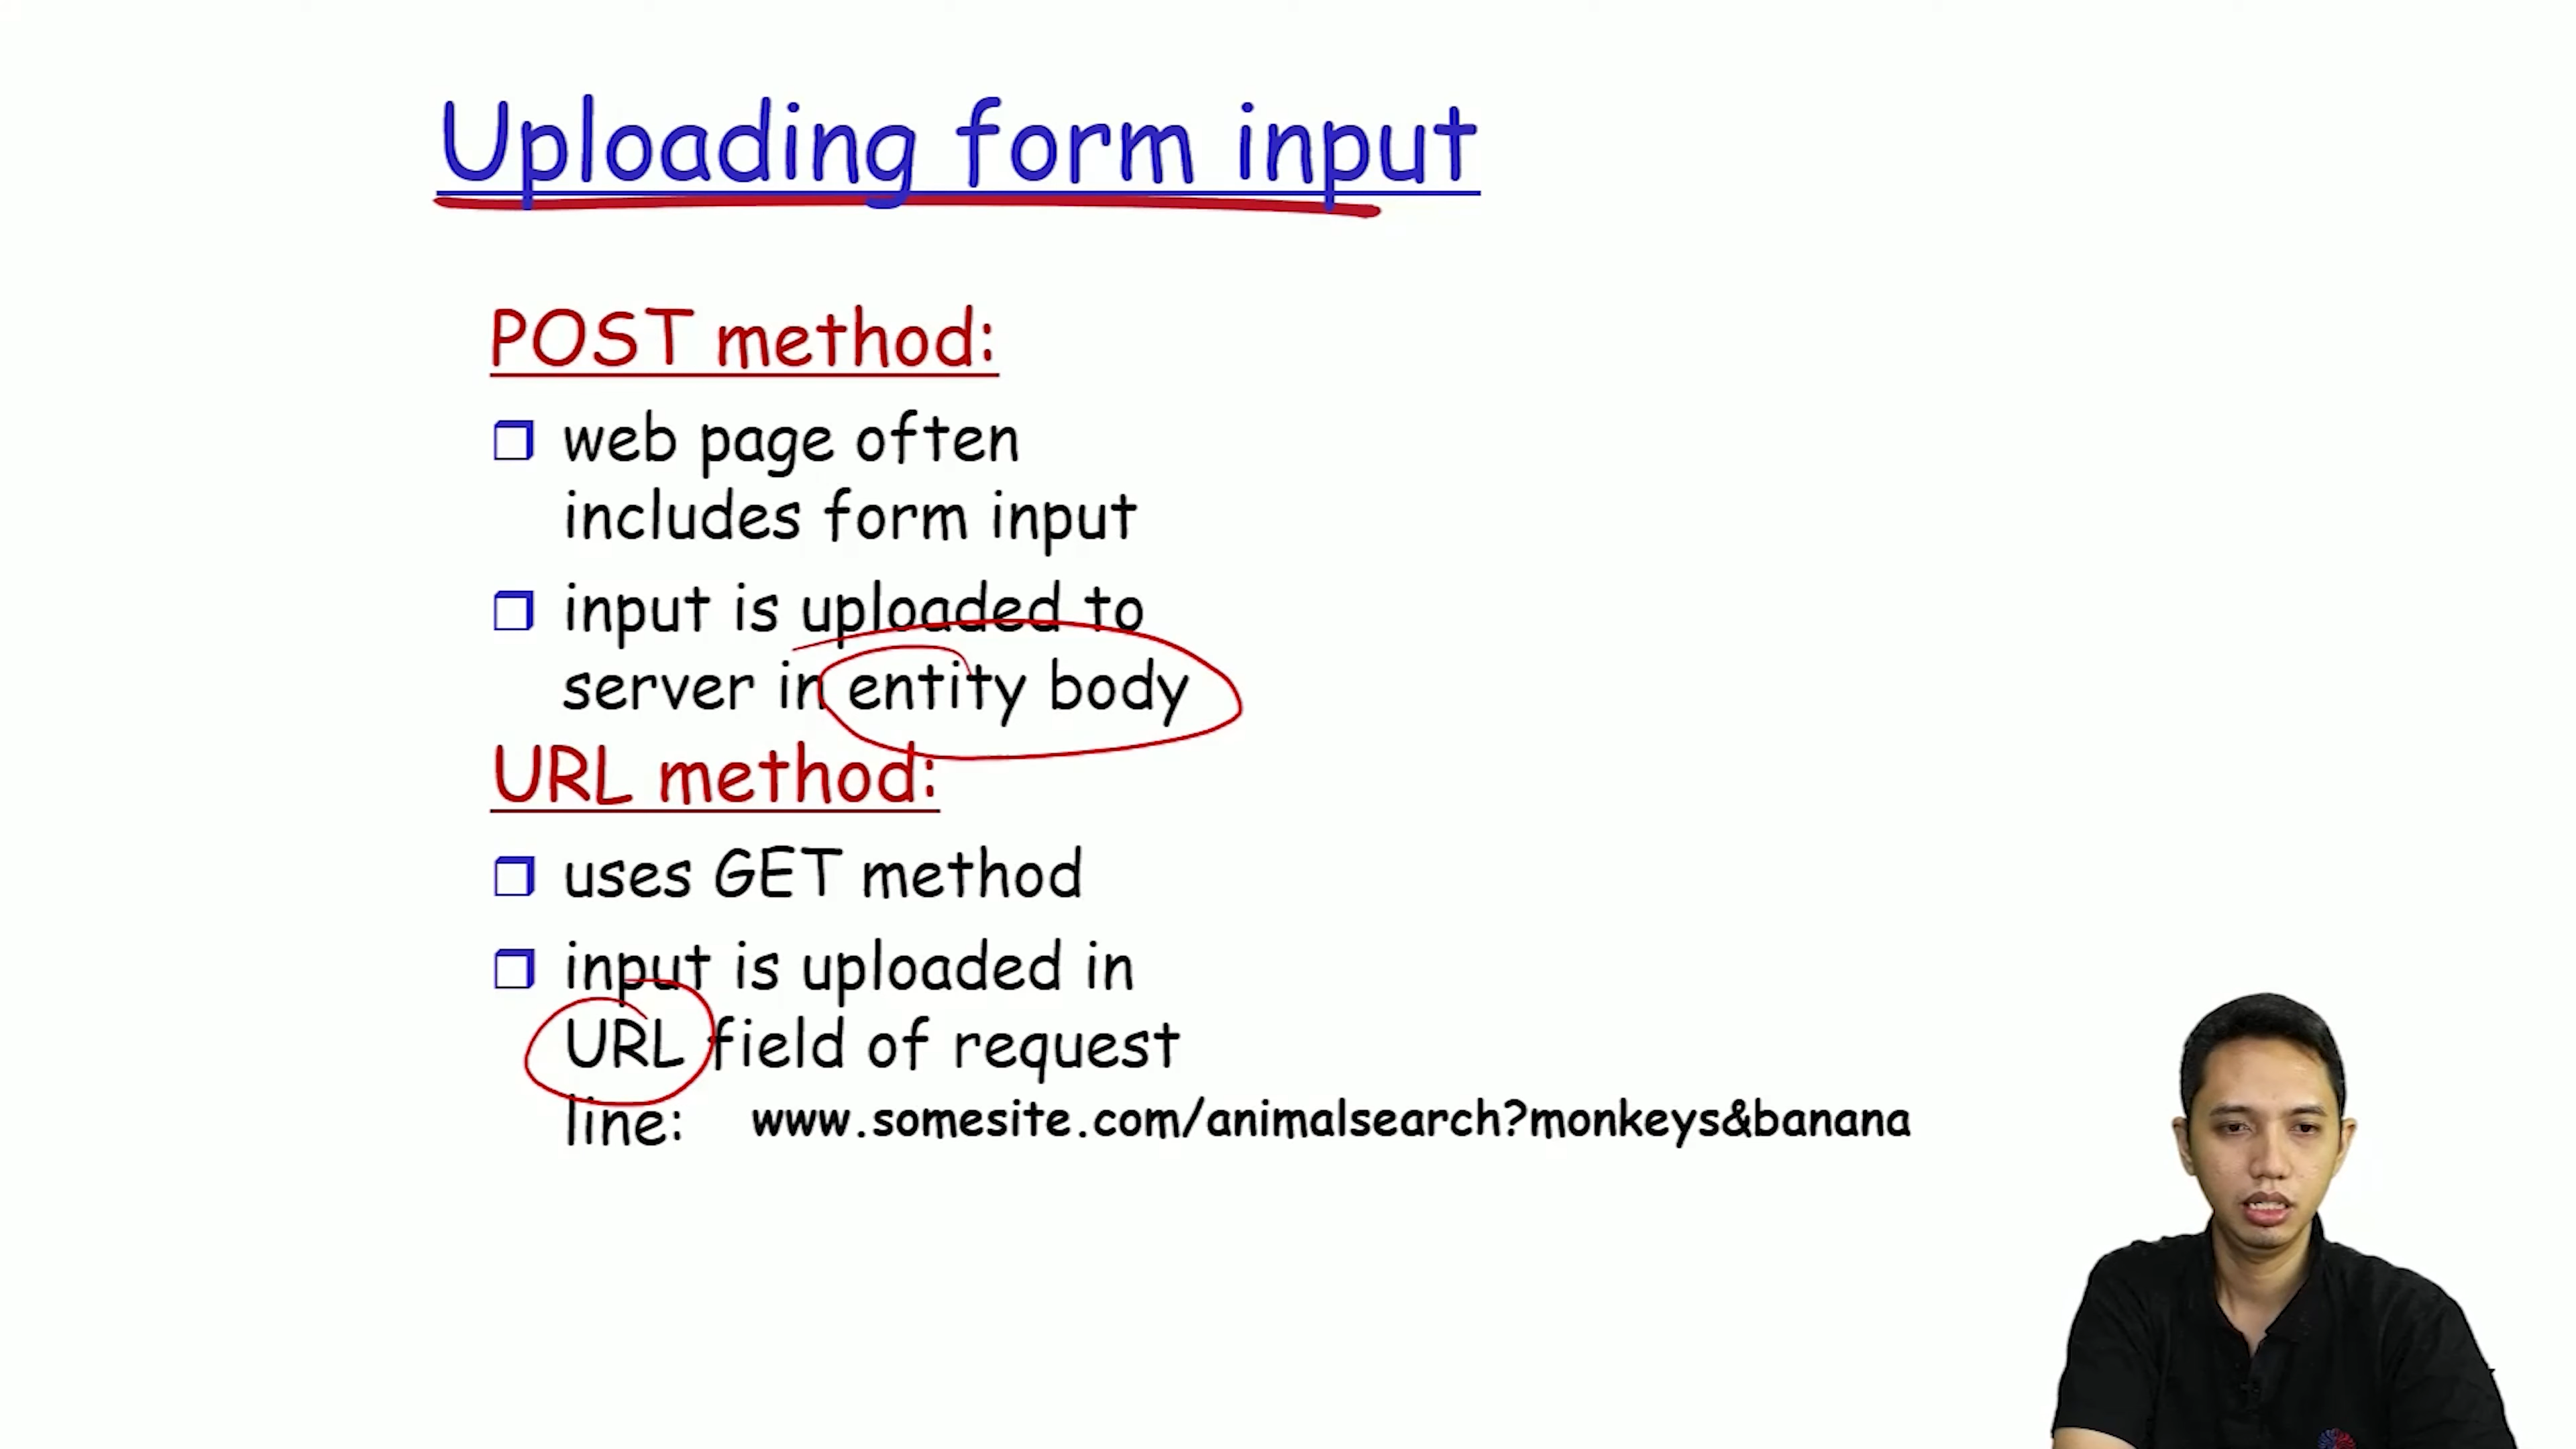 Uploading form input
POST method:
web page often
includes form input
input is uploaded to
server in entity body
URL method:
uses GET method
input is uploaded in
URL field of request
line: www.somesite.com/animalsearch?monkeys&banana